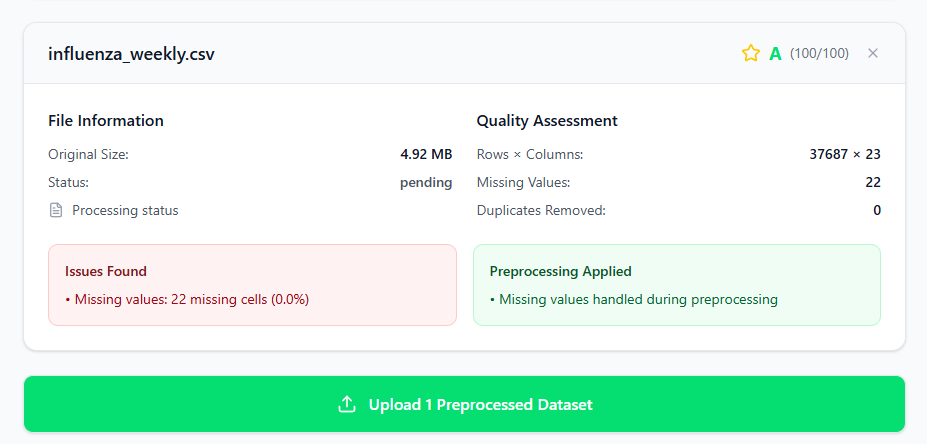 influenza_weekly.csv
A (100/100)
File Information
Original Size: 4.92 MB
Status: pending
Processing status
Quality Assessment
Rows × Columns: 37687 × 23
Missing Values: 22
Duplicates Removed: 0
Issues Found
• Missing values: 22 missing cells (0.0%)
Preprocessing Applied
• Missing values handled during preprocessing
Upload 1 Preprocessed Dataset